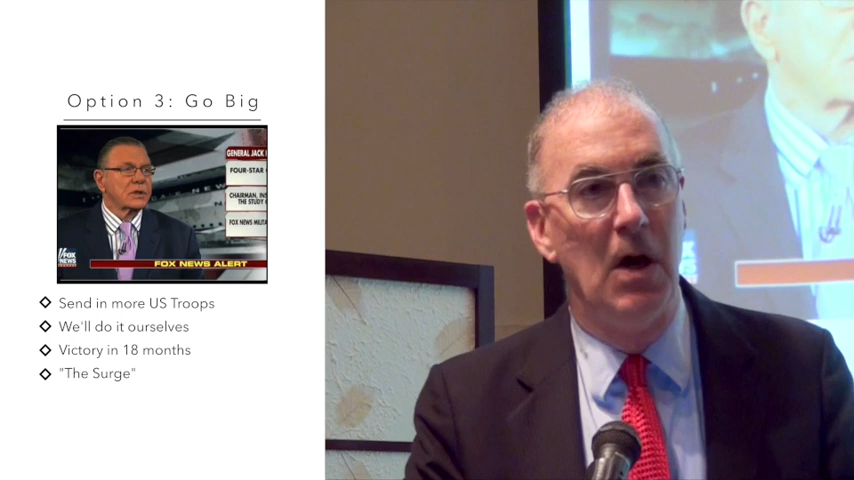 Option 3: Go Big
GENERAL JACK
FOUR-STAR
CHAIRMAN, INS
THE STUDY
FOX NEWS MILITA
FOX
NEWS
FOX NEWS ALERT
Send in more US Troops
We'll do it ourselves
Victory in 18 months
"The Surge"